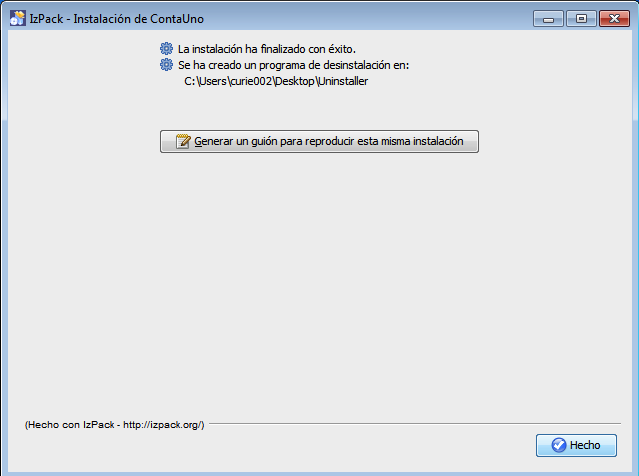 IzPack - Instalación de ContaUno
La instalación ha finalizado con éxito.
Se ha creado un programa de desinstalación en:
C:\Users\curie002\Desktop\Uninstaller
Generar un guión para reproducir esta misma instalación
(Hecho con IzPack - http://izpack.org/)
Hecho